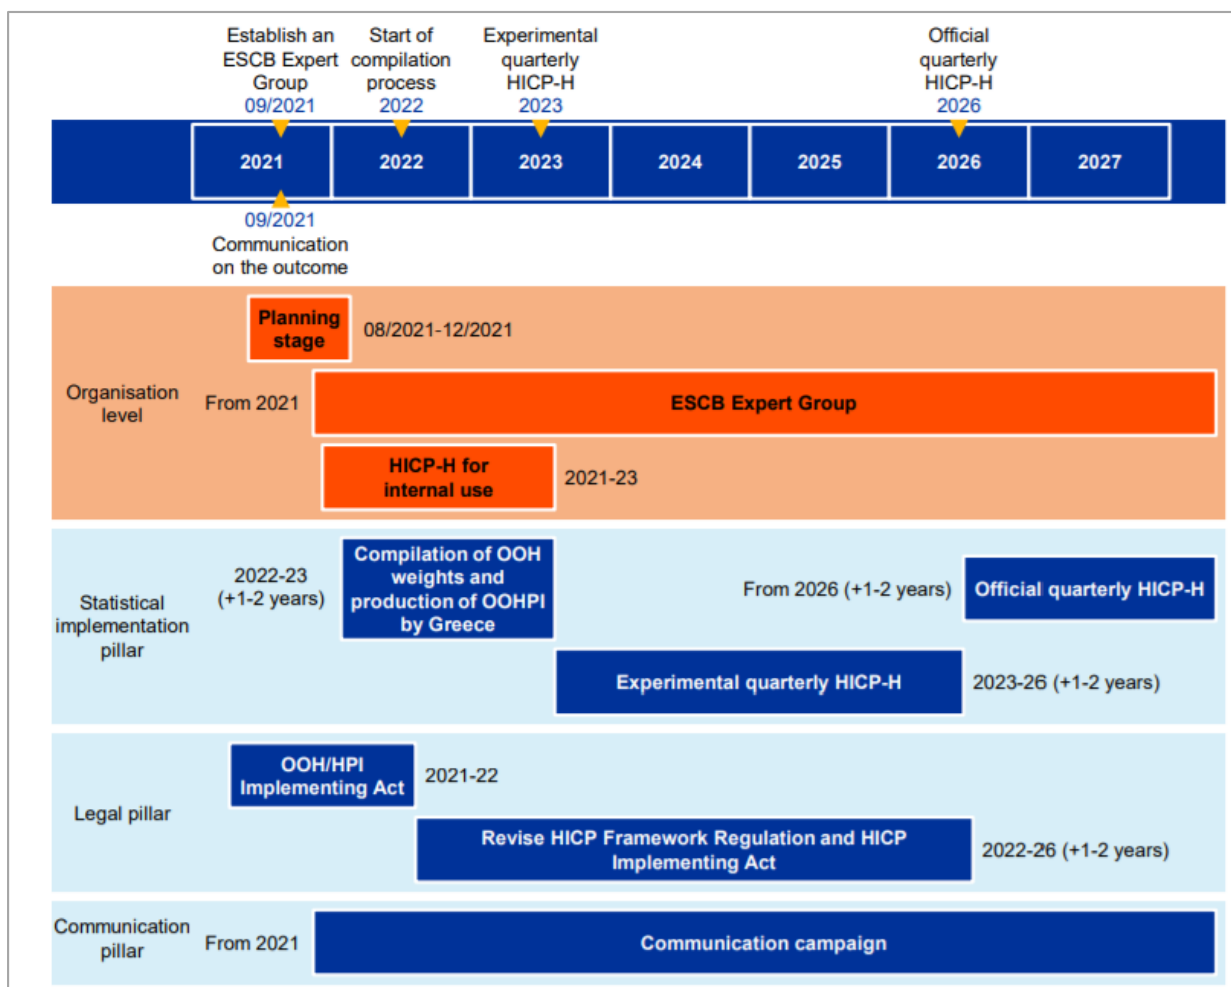 Establish an
ESCB Expert
Group
09/2021
Start of
compilation
process
2022
Experimental
quarterly
HICP-H
2023
Official
quarterly
HICP-H
2026
2021
2022
2023
2024
2025
2026
2027
09/2021
Communication
on the outcome
Organisation
level
Planning
stage
08/2021-12/2021
From 2021
ESCB Expert Group
HICP-H for
internal use
2021-23
Statistical
implementation
pillar
2022-23
(+1-2 years)
Compilation of OOH
weights and
production of OOHPI
by Greece
From 2026 (+1-2 years)
Official quarterly HICP-H
Experimental quarterly HICP-H
2023-26 (+1-2 years)
Legal pillar
OOH/HPI
Implementing Act
2021-22
Revise HICP Framework Regulation and HICP
Implementing Act
2022-26 (+1-2 years)
Communication
pillar
From 2021
Communication campaign